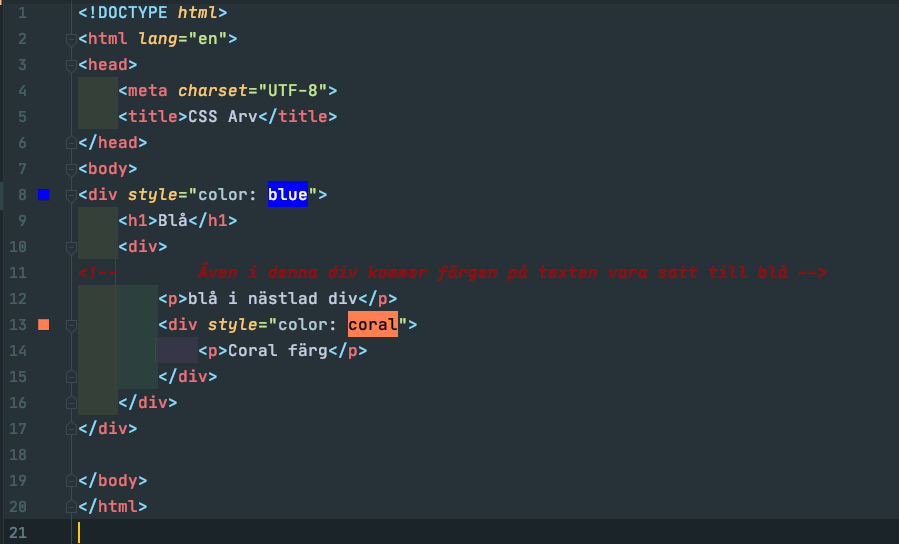 1 <!DOCTYPE html>
2 <html lang="en">
3 <head>
4     <meta charset="UTF-8">
5     <title>CSS Arv</title>
6 </head>
7 <body>
8 <div style="color: blue">
9     <h1>Blå</h1>
10     <div>
11 <!--        Även i denna div kommer färgen på texten vara satt till blå -->
12         <p>blå i nästlad div</p>
13         <div style="color: coral">
14             <p>Coral färg</p>
15         </div>
16     </div>
17 </div>
18
19 </body>
20 </html>
21